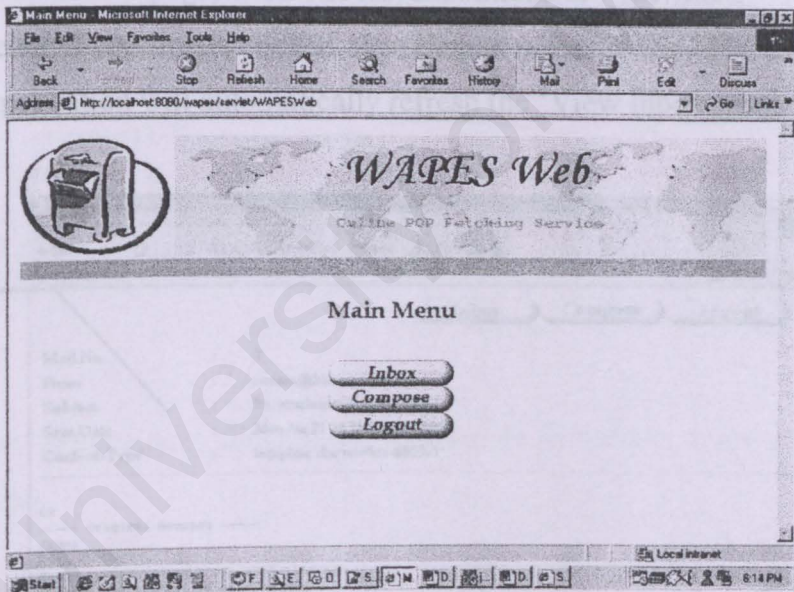 Main Menu - Microsoft Internet Explorer
File Edit View Favorites Tools Help
Back Stop Refresh Home Search Favorites History Mail Print Edit Discuss
Address http://localhost:8080/wapes/servlet/WAPESWeb Go Links
WAPES Web
Online POP Fetching Service
Main Menu
Inbox
Compose
Logout
Local intranet
Start F E O S M D j D S 6:14 PM
University of